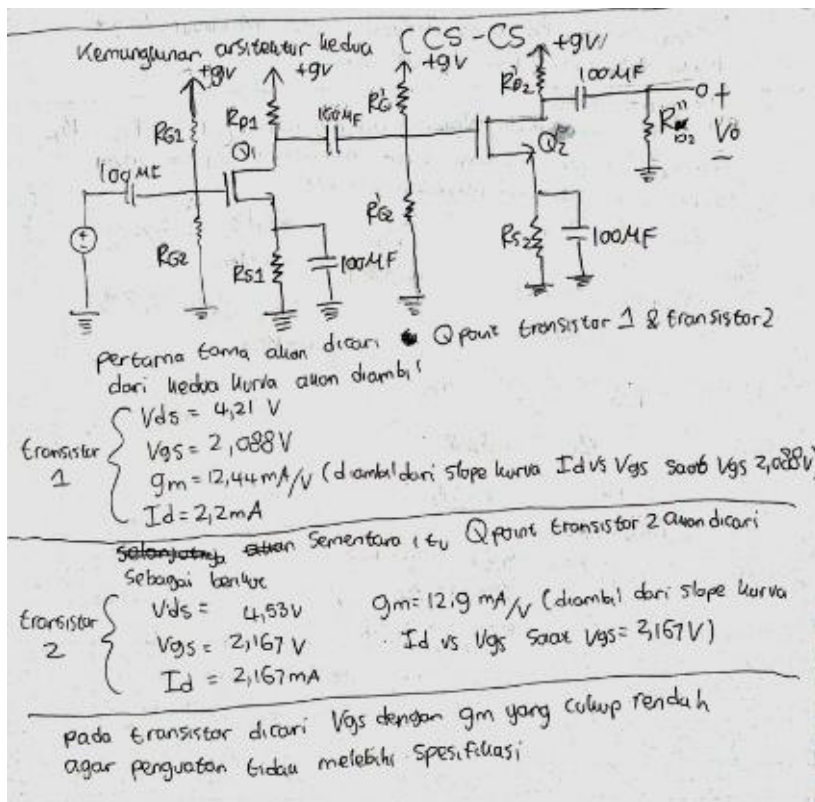 Kemungkinan arsitektur kedua (CS-CS
+9V +9V +9V +9V
RG1 RD1 100MF R'G1 R'D2 100MF
Q1 Q2 R''D2 Vo
100MF
RG2 RS1 100MF R'G2 RS2 100MF
pertama tama akan dicari Qpoint transistor 1 & transistor 2
dari kedua kurva akan diambil
transistor 1
Vds = 4,21 V
Vgs = 2,088V
gm = 12,44 mA/V (diambil dari slope kurva Id vs Vgs saat Vgs 2,088V)
Id = 2,2mA
Selanjutnya akan Sementara itu Qpoint transistor 2 akan dicari
sebagai berikut
transistor 2
Vds = 4,53V gm = 12,9 mA/V (diambil dari slope kurva
Vgs = 2,167 V Id vs Vgs saat Vgs = 2,167V)
Id = 2,167mA
pada transistor dicari Vgs dengan gm yang cukup rendah
agar penguatan tidak melebihi spesifikasi